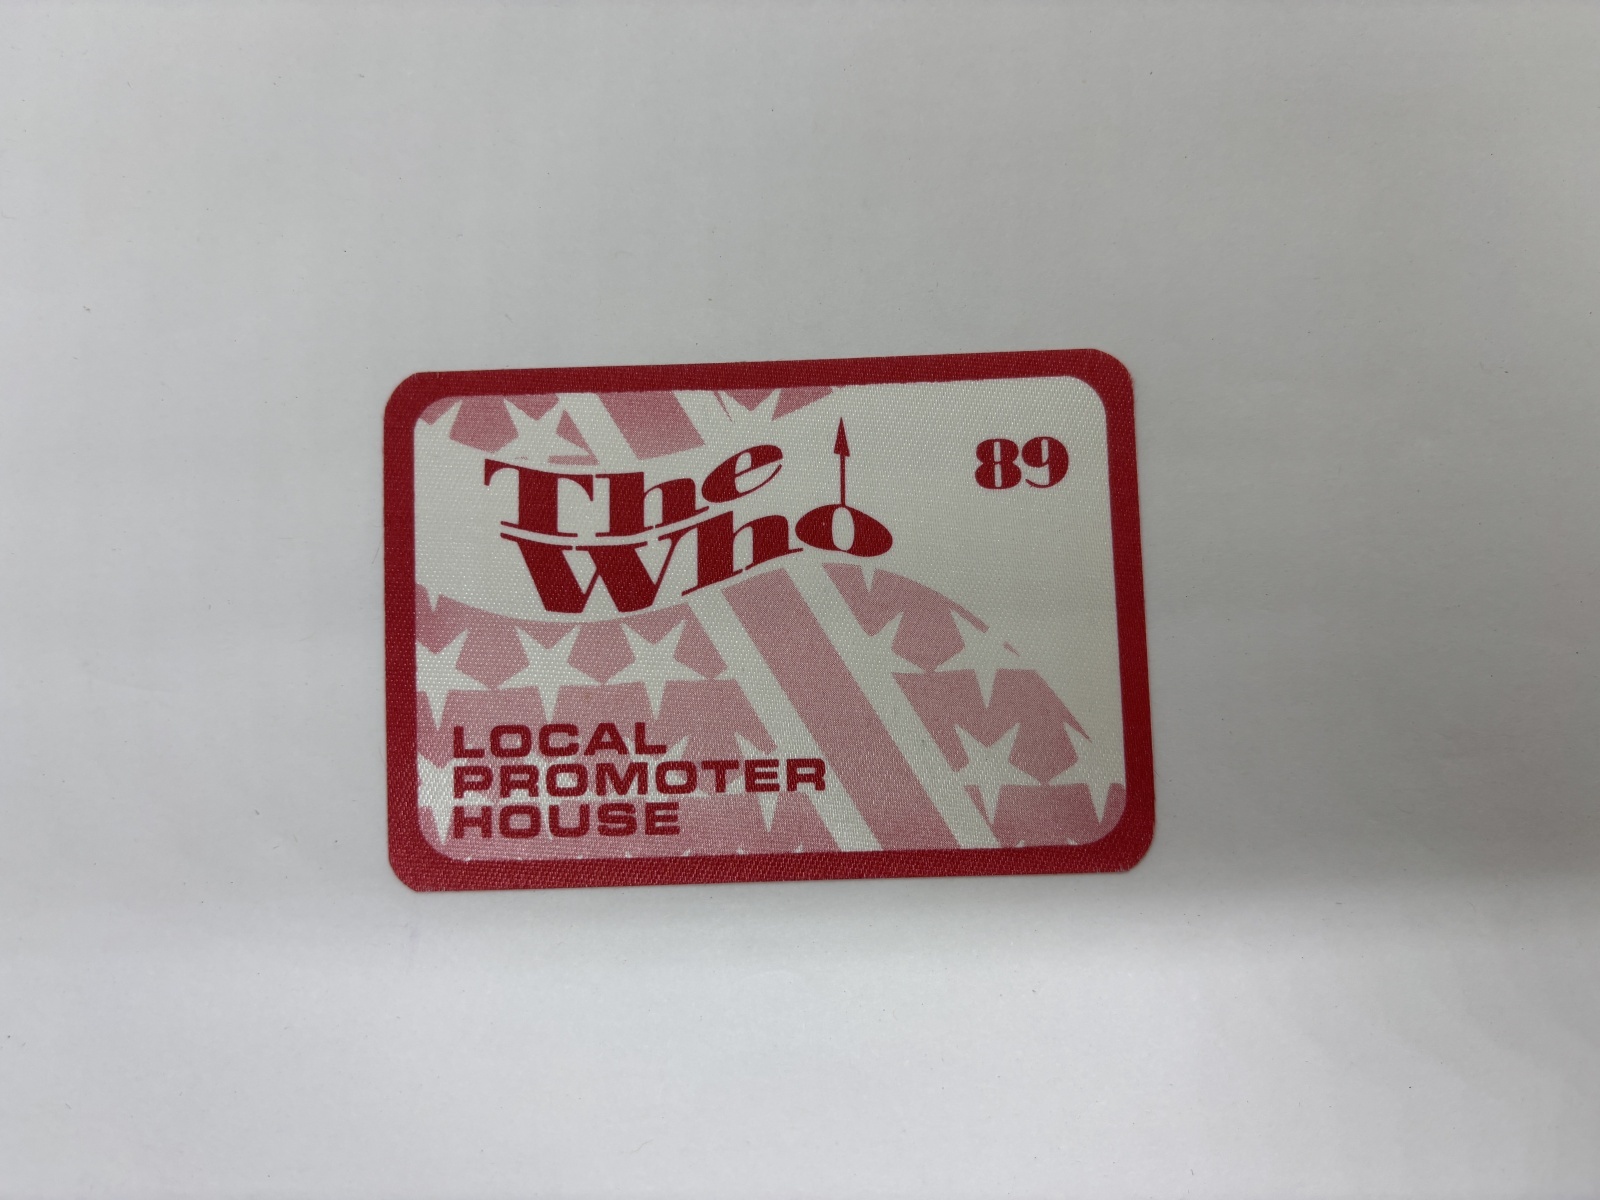 The
Who
89
LOCAL
PROMOTER
HOUSE